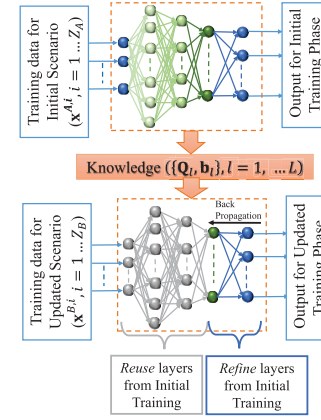 Training data for
Initial Scenario
(𝐱^{A,i}, i = 1 … Z_A)
Output for Initial
Training Phase
Knowledge ({𝐐_l, 𝐛_l}, l = 1, … L)
Training data for
Updated Scenario
(𝐱^{B,i}, i = 1 … Z_B)
Back
Propagation
Output for Updated
Training Phase
Reuse layers
from Initial
Training
Refine layers
from Initial
Training